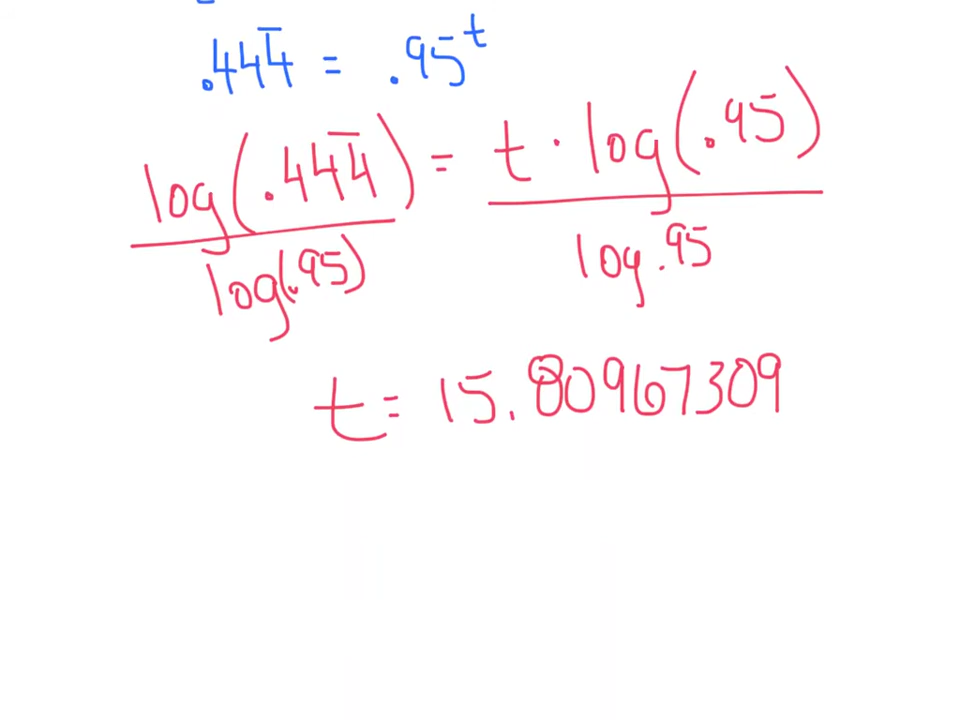 .444̅ = .95^t
log(.444̅) = t · log(.95)
log(.95) log .95
t = 15.80967309